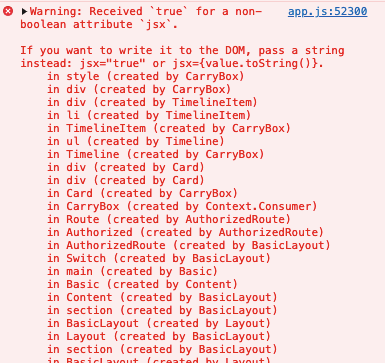 Warning: Received `true` for a non-boolean attribute `jsx`. app.js:52300
If you want to write it to the DOM, pass a string
instead: jsx="true" or jsx={value.toString()}.
in style (created by CarryBox)
in div (created by CarryBox)
in div (created by TimelineItem)
in li (created by TimelineItem)
in TimelineItem (created by CarryBox)
in ul (created by Timeline)
in Timeline (created by CarryBox)
in div (created by Card)
in div (created by Card)
in Card (created by CarryBox)
in CarryBox (created by Context.Consumer)
in Route (created by AuthorizedRoute)
in Authorized (created by AuthorizedRoute)
in AuthorizedRoute (created by BasicLayout)
in Switch (created by BasicLayout)
in main (created by Basic)
in Basic (created by Content)
in Content (created by BasicLayout)
in section (created by BasicLayout)
in BasicLayout (created by Layout)
in Layout (created by BasicLayout)
in section (created by BasicLayout)
in BasicLayout (created by Layout)